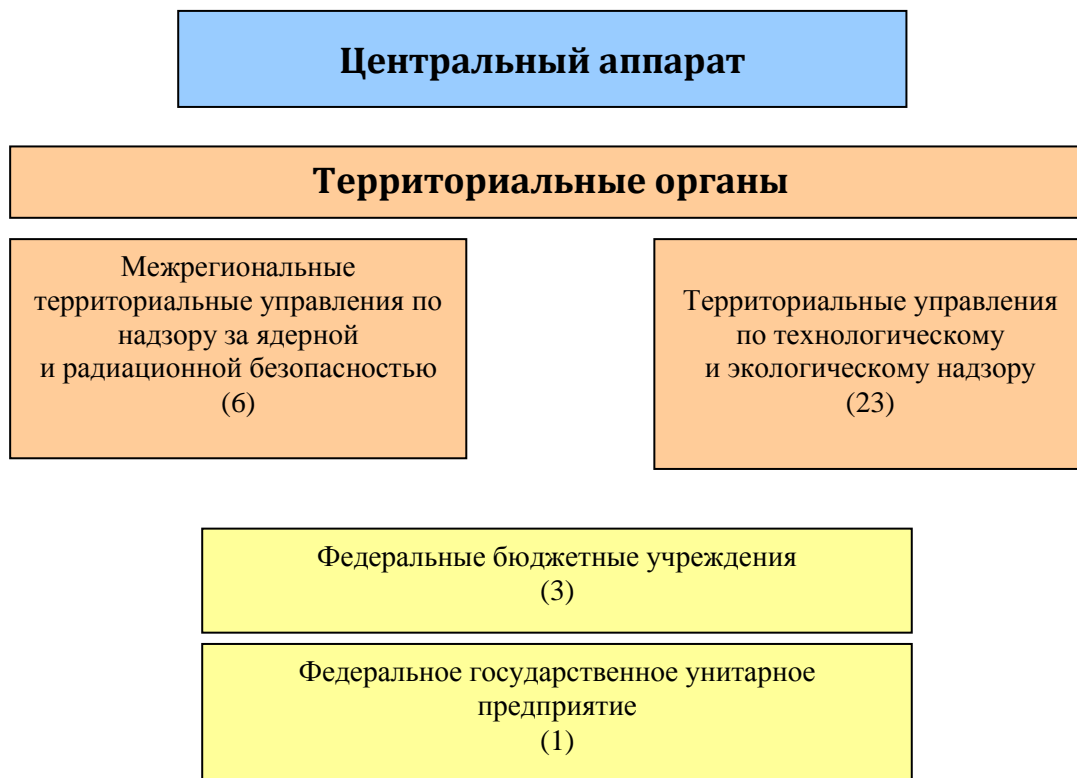 Центральный аппарат
Территориальные органы
Межрегиональные
территориальные управления по
надзору за ядерной
и радиационной безопасностью
(6)
Территориальные управления
по технологическому
и экологическому надзору
(23)
Федеральные бюджетные учреждения
(3)
Федеральное государственное унитарное
предприятие
(1)